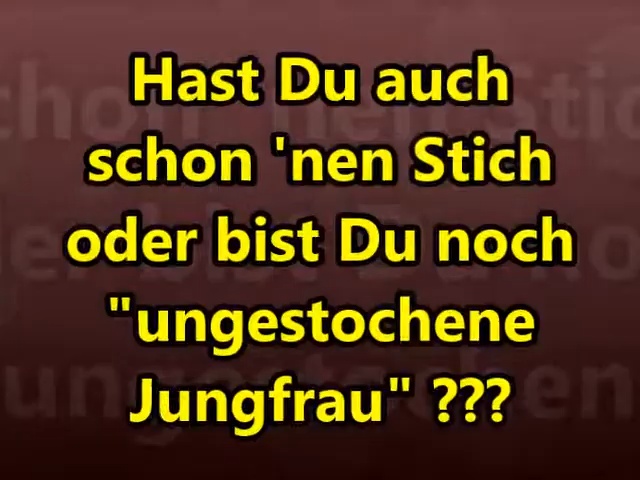 Hast Du auch
schon 'nen Stich
oder bist Du noch
"ungestochene
Jungfrau" ???